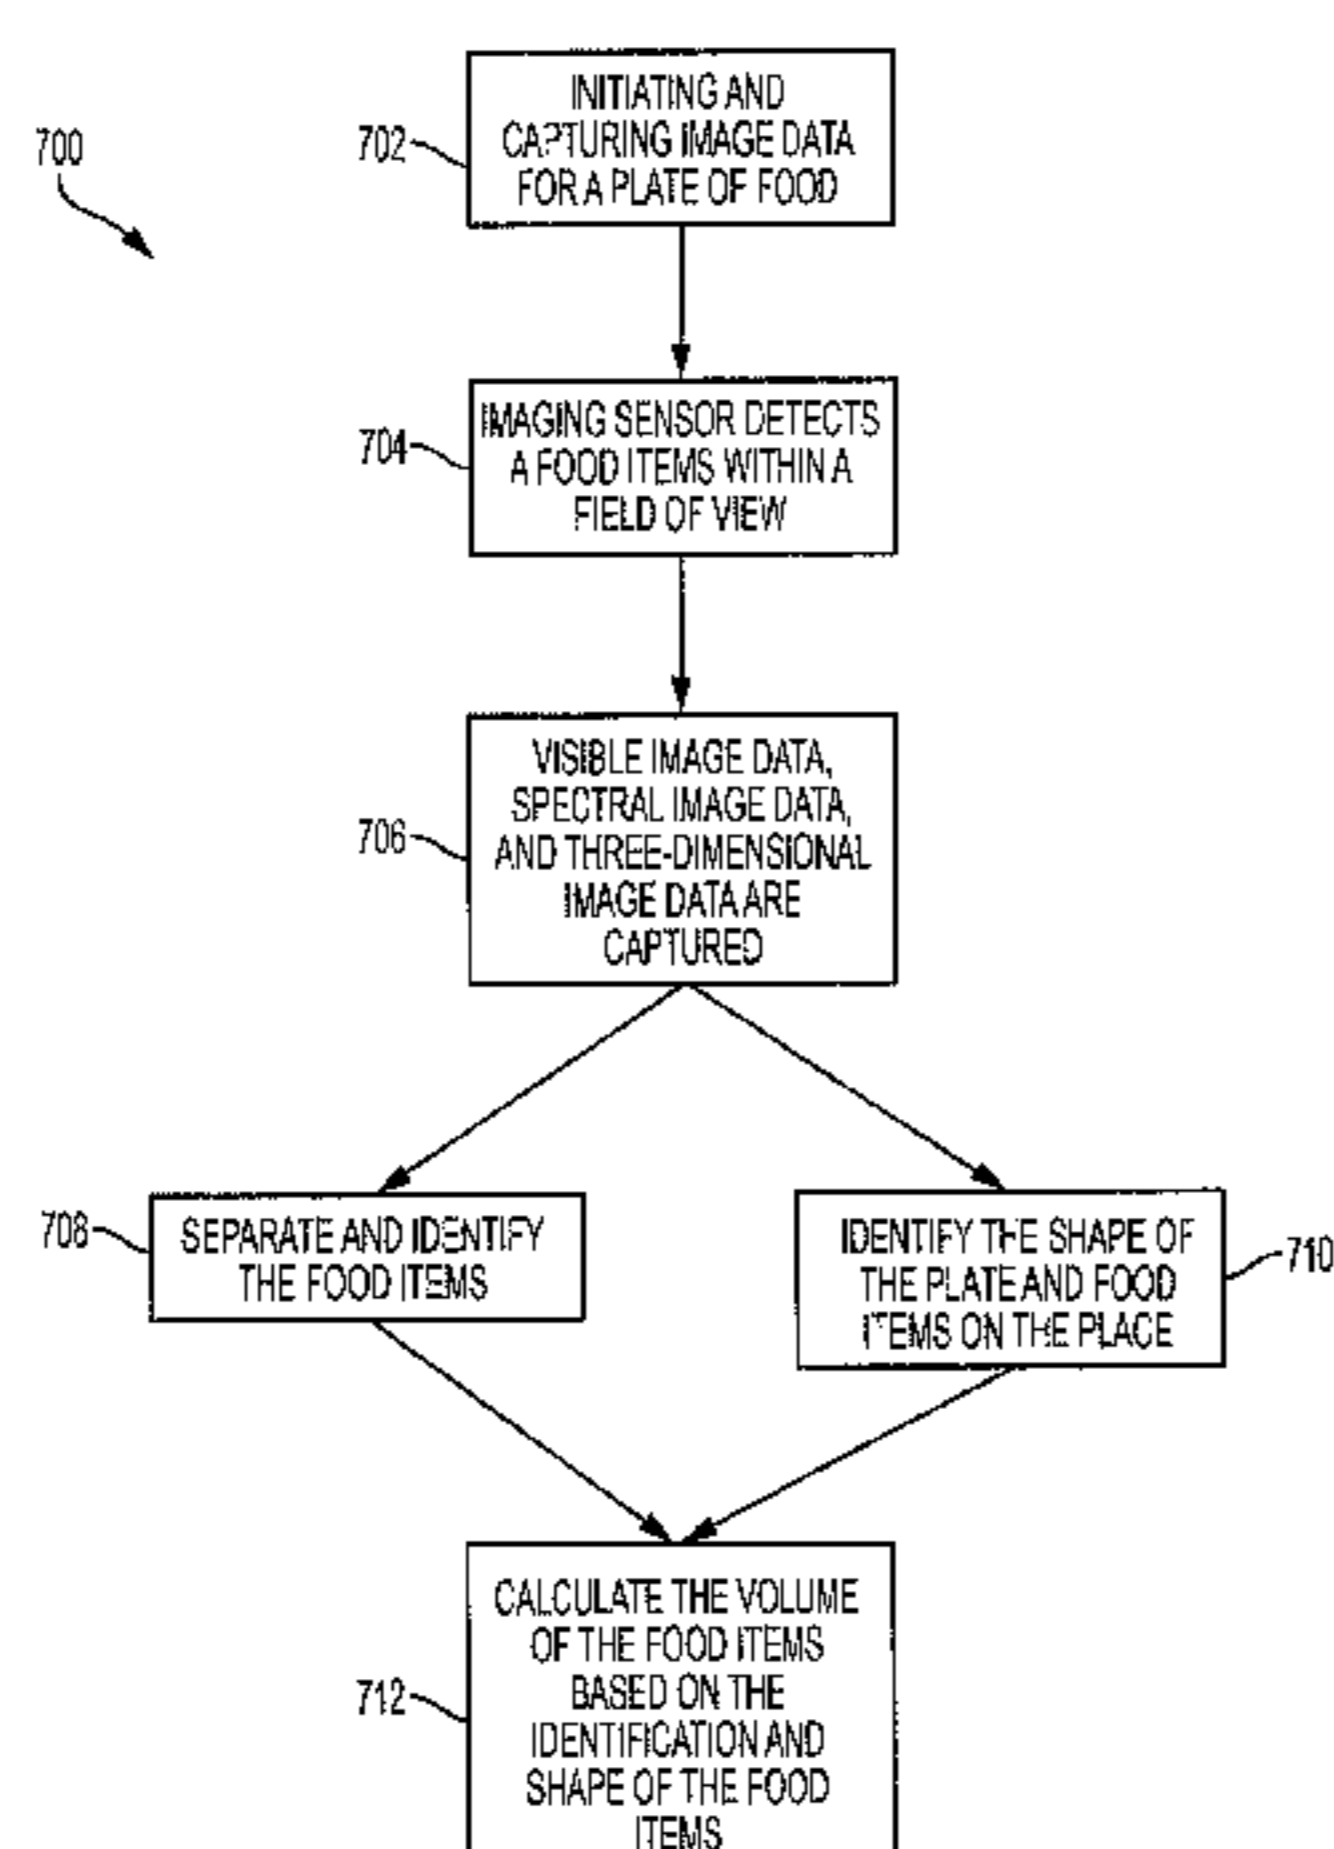 700
702
INITIATING AND
CAPTURING IMAGE DATA
FOR A PLATE OF FOOD
704
IMAGING SENSOR DETECTS
A FOOD ITEMS WITHIN A
FIELD OF VIEW
706
VISIBLE IMAGE DATA,
SPECTRAL IMAGE DATA,
AND THREE-DIMENSIONAL
IMAGE DATA ARE
CAPTURED
708
SEPARATE AND IDENTIFY
THE FOOD ITEMS
IDENTIFY THE SHAPE OF
THE PLATE AND FOOD
ITEMS ON THE PLACE
710
712
CALCULATE THE VOLUME
OF THE FOOD ITEMS
BASED ON THE
IDENTIFICATION AND
SHAPE OF THE FOOD
ITEMS